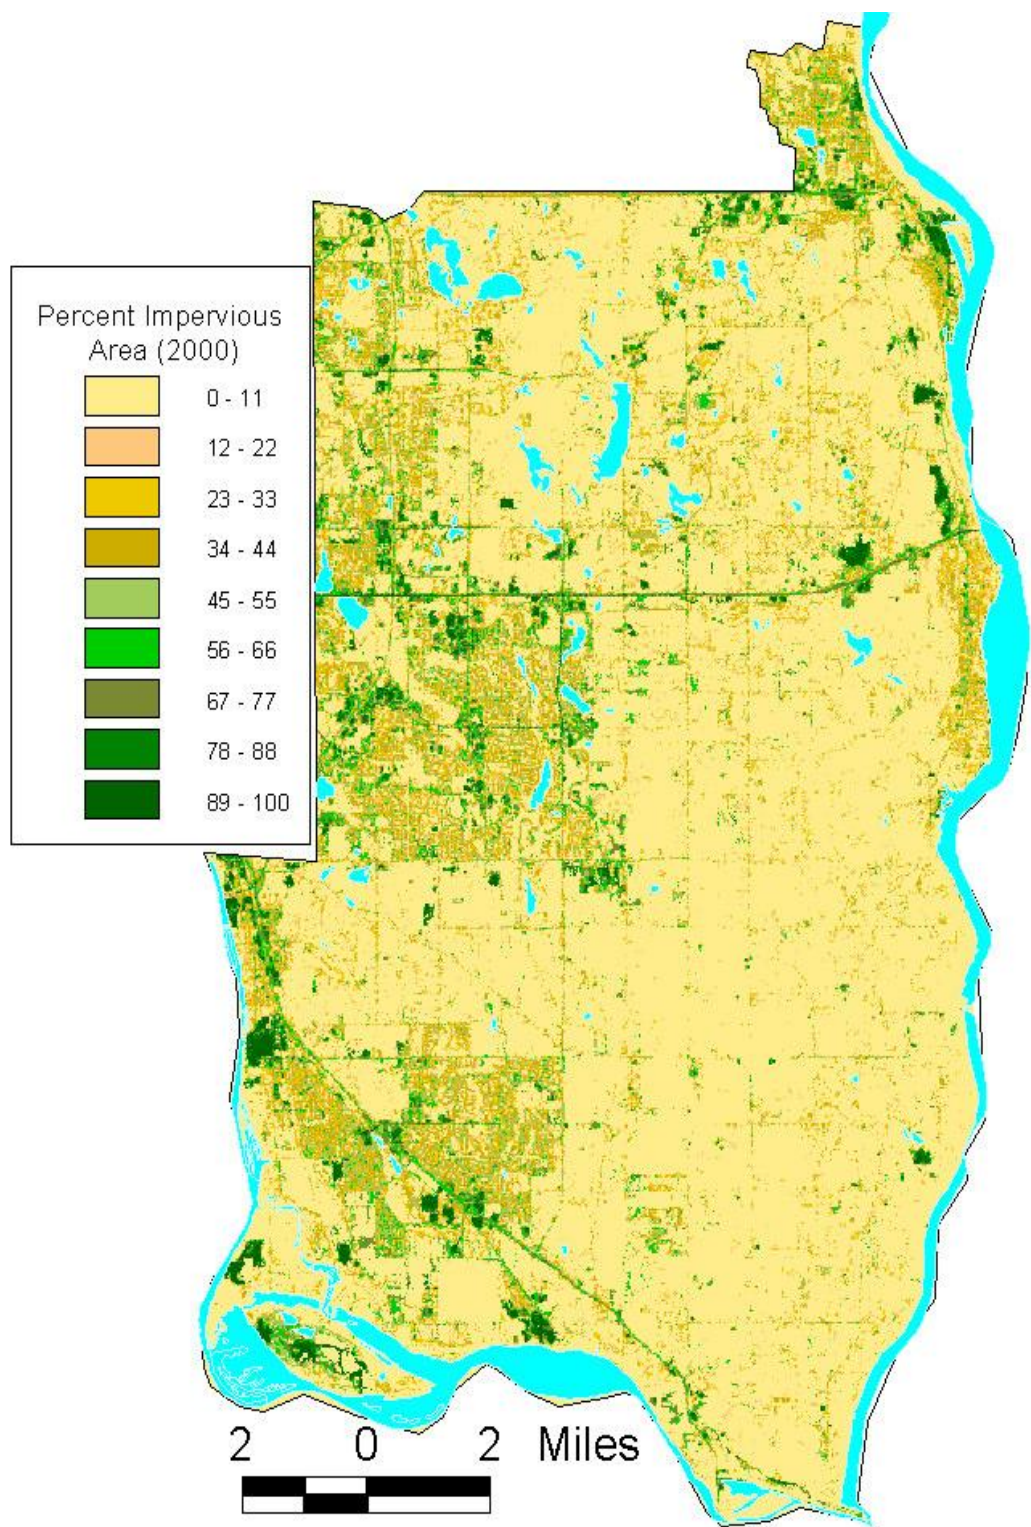 Percent Impervious
Area (2000)
0 - 11
12 - 22
23 - 33
34 - 44
45 - 55
56 - 66
67 - 77
78 - 88
89 - 100
2 0 2 Miles